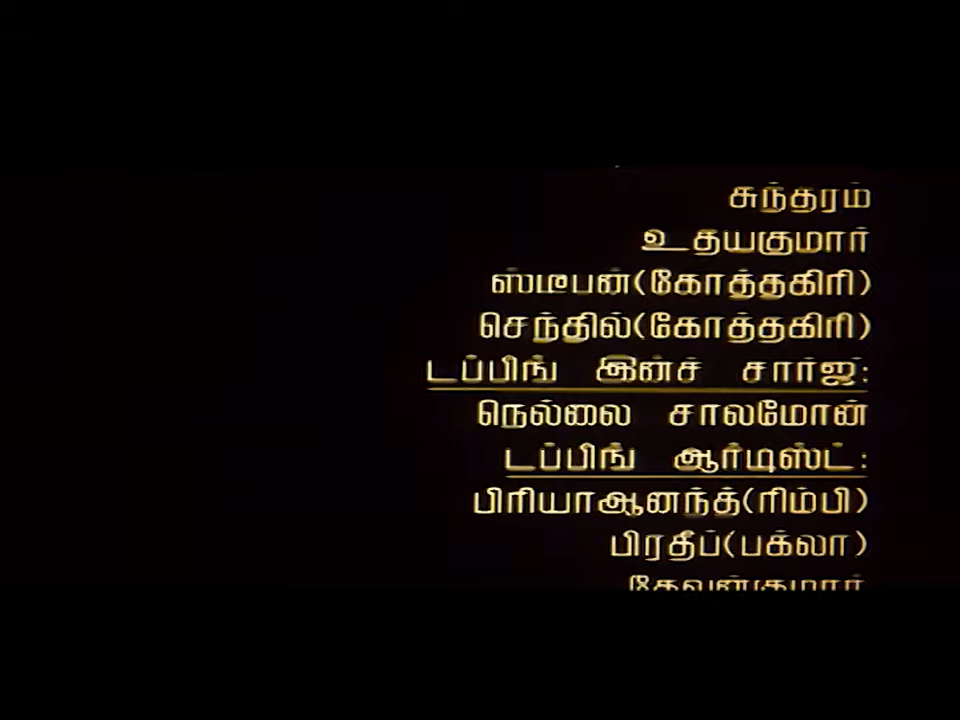 சுந்தரம்
உதயகுமார்
ஸ்டீபன்(கோத்தகிரி)
செந்தில்(கோத்தகிரி)
டப்பிங் இன்ச் சார்ஜ்:
நெல்லை சாலமோன்
டப்பிங் ஆர்டிஸ்ட்:
பிரியாஆனந்த்(ரிம்பி)
பிரதீப்(பக்லா)